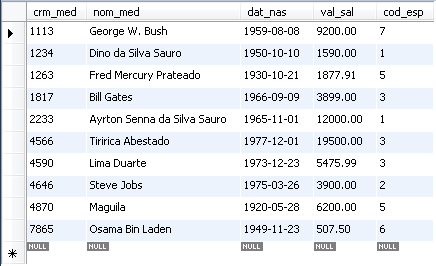 crm_med nom_med dat_nas val_sal cod_esp
1113 George W. Bush 1959-08-08 9200.00 7
1234 Dino da Silva Sauro 1950-10-10 1590.00 1
1263 Fred Mercury Prateado 1930-10-21 1877.91 5
1817 Bill Gates 1966-09-09 3899.00 3
2233 Ayrton Senna da Silva Sauro 1965-11-01 12000.00 1
4566 Tiririca Abestado 1977-12-01 19500.00 3
4590 Lima Duarte 1973-12-23 5475.99 3
4646 Steve Jobs 1975-03-26 3900.00 2
4870 Maguila 1920-05-28 6200.00 5
7865 Osama Bin Laden 1949-11-23 507.50 6
NULL NULL NULL NULL NULL